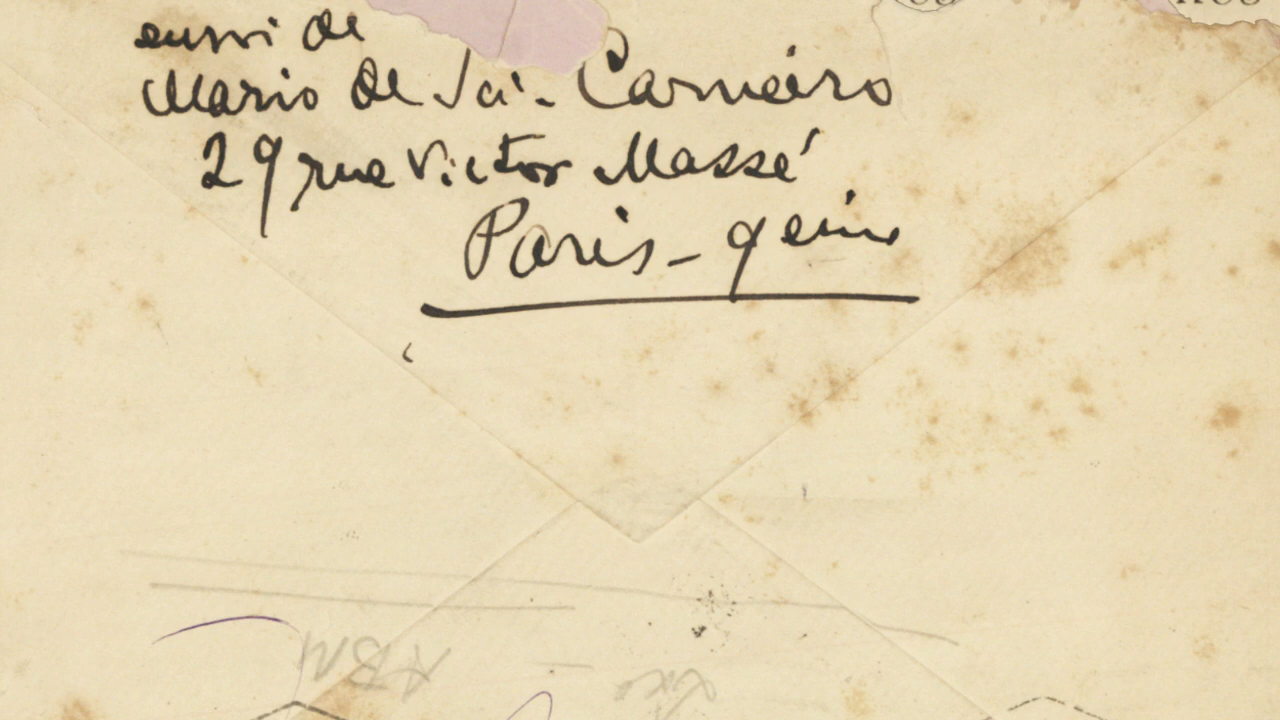 envoi de
Mario de Sá-Carneiro
29 rue Victor Massé
Paris-9eme